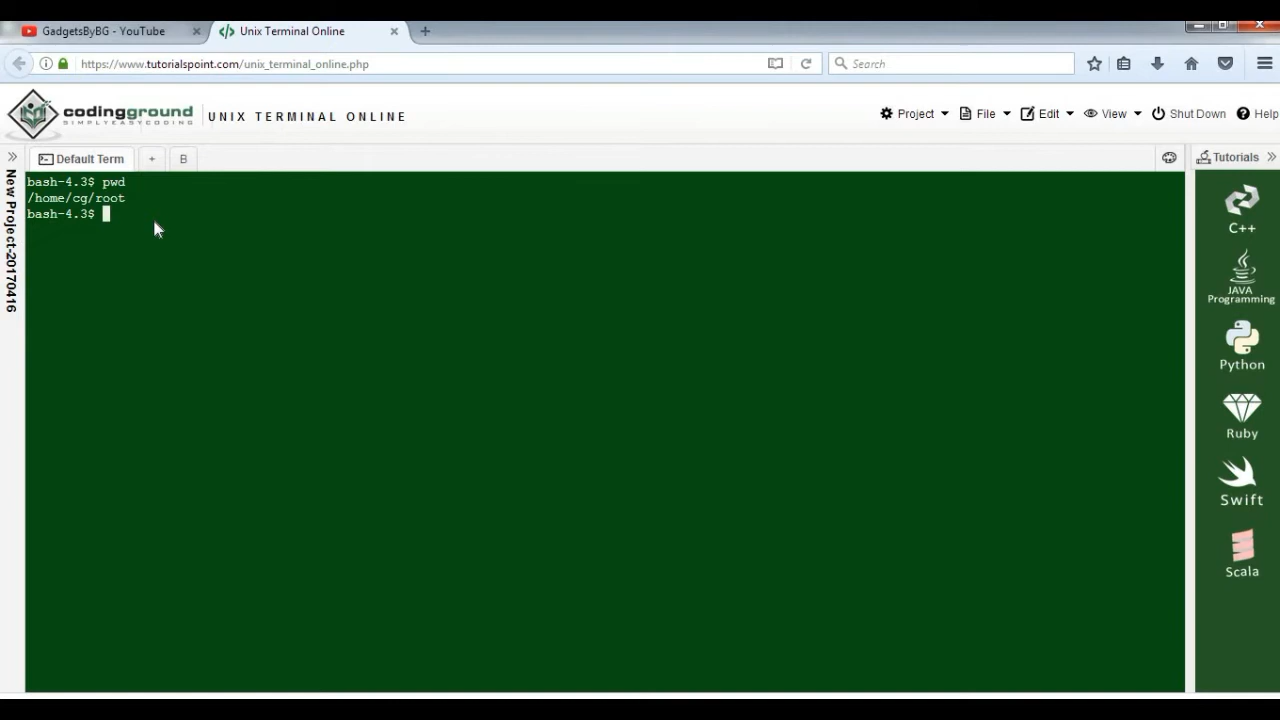 GadgetsByBG - YouTube
Unix Terminal Online
https://www.tutorialspoint.com/unix_terminal_online.php
Search
codingground
SIMPLYEASYCODING
UNIX TERMINAL ONLINE
Project
File
Edit
View
Shut Down
Help
Default Term
+
B
Tutorials
New Project-20170416
bash-4.3$ pwd
/home/cg/root
bash-4.3$
C++
JAVA
Programming
Python
Ruby
Swift
Scala